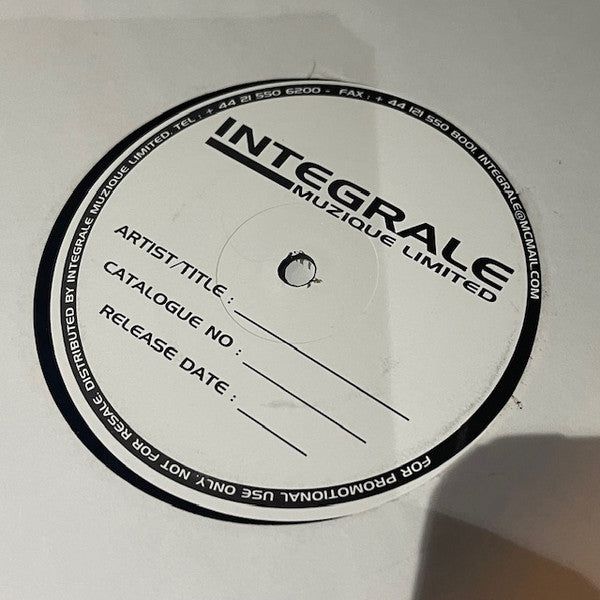 INTEGRALE
MUZIQUE LIMITED
ARTIST/TITLE :
CATALOGUE NO :
RELEASE DATE :
FOR PROMOTIONAL USE ONLY, NOT FOR RESALE DISTRIBUTED BY INTEGRALE MUZIQUE LIMITED. TEL : + 44 121 550 6200 - FAX : + 44 121 550 8001. INTEGRALE@MCMAIL.COM